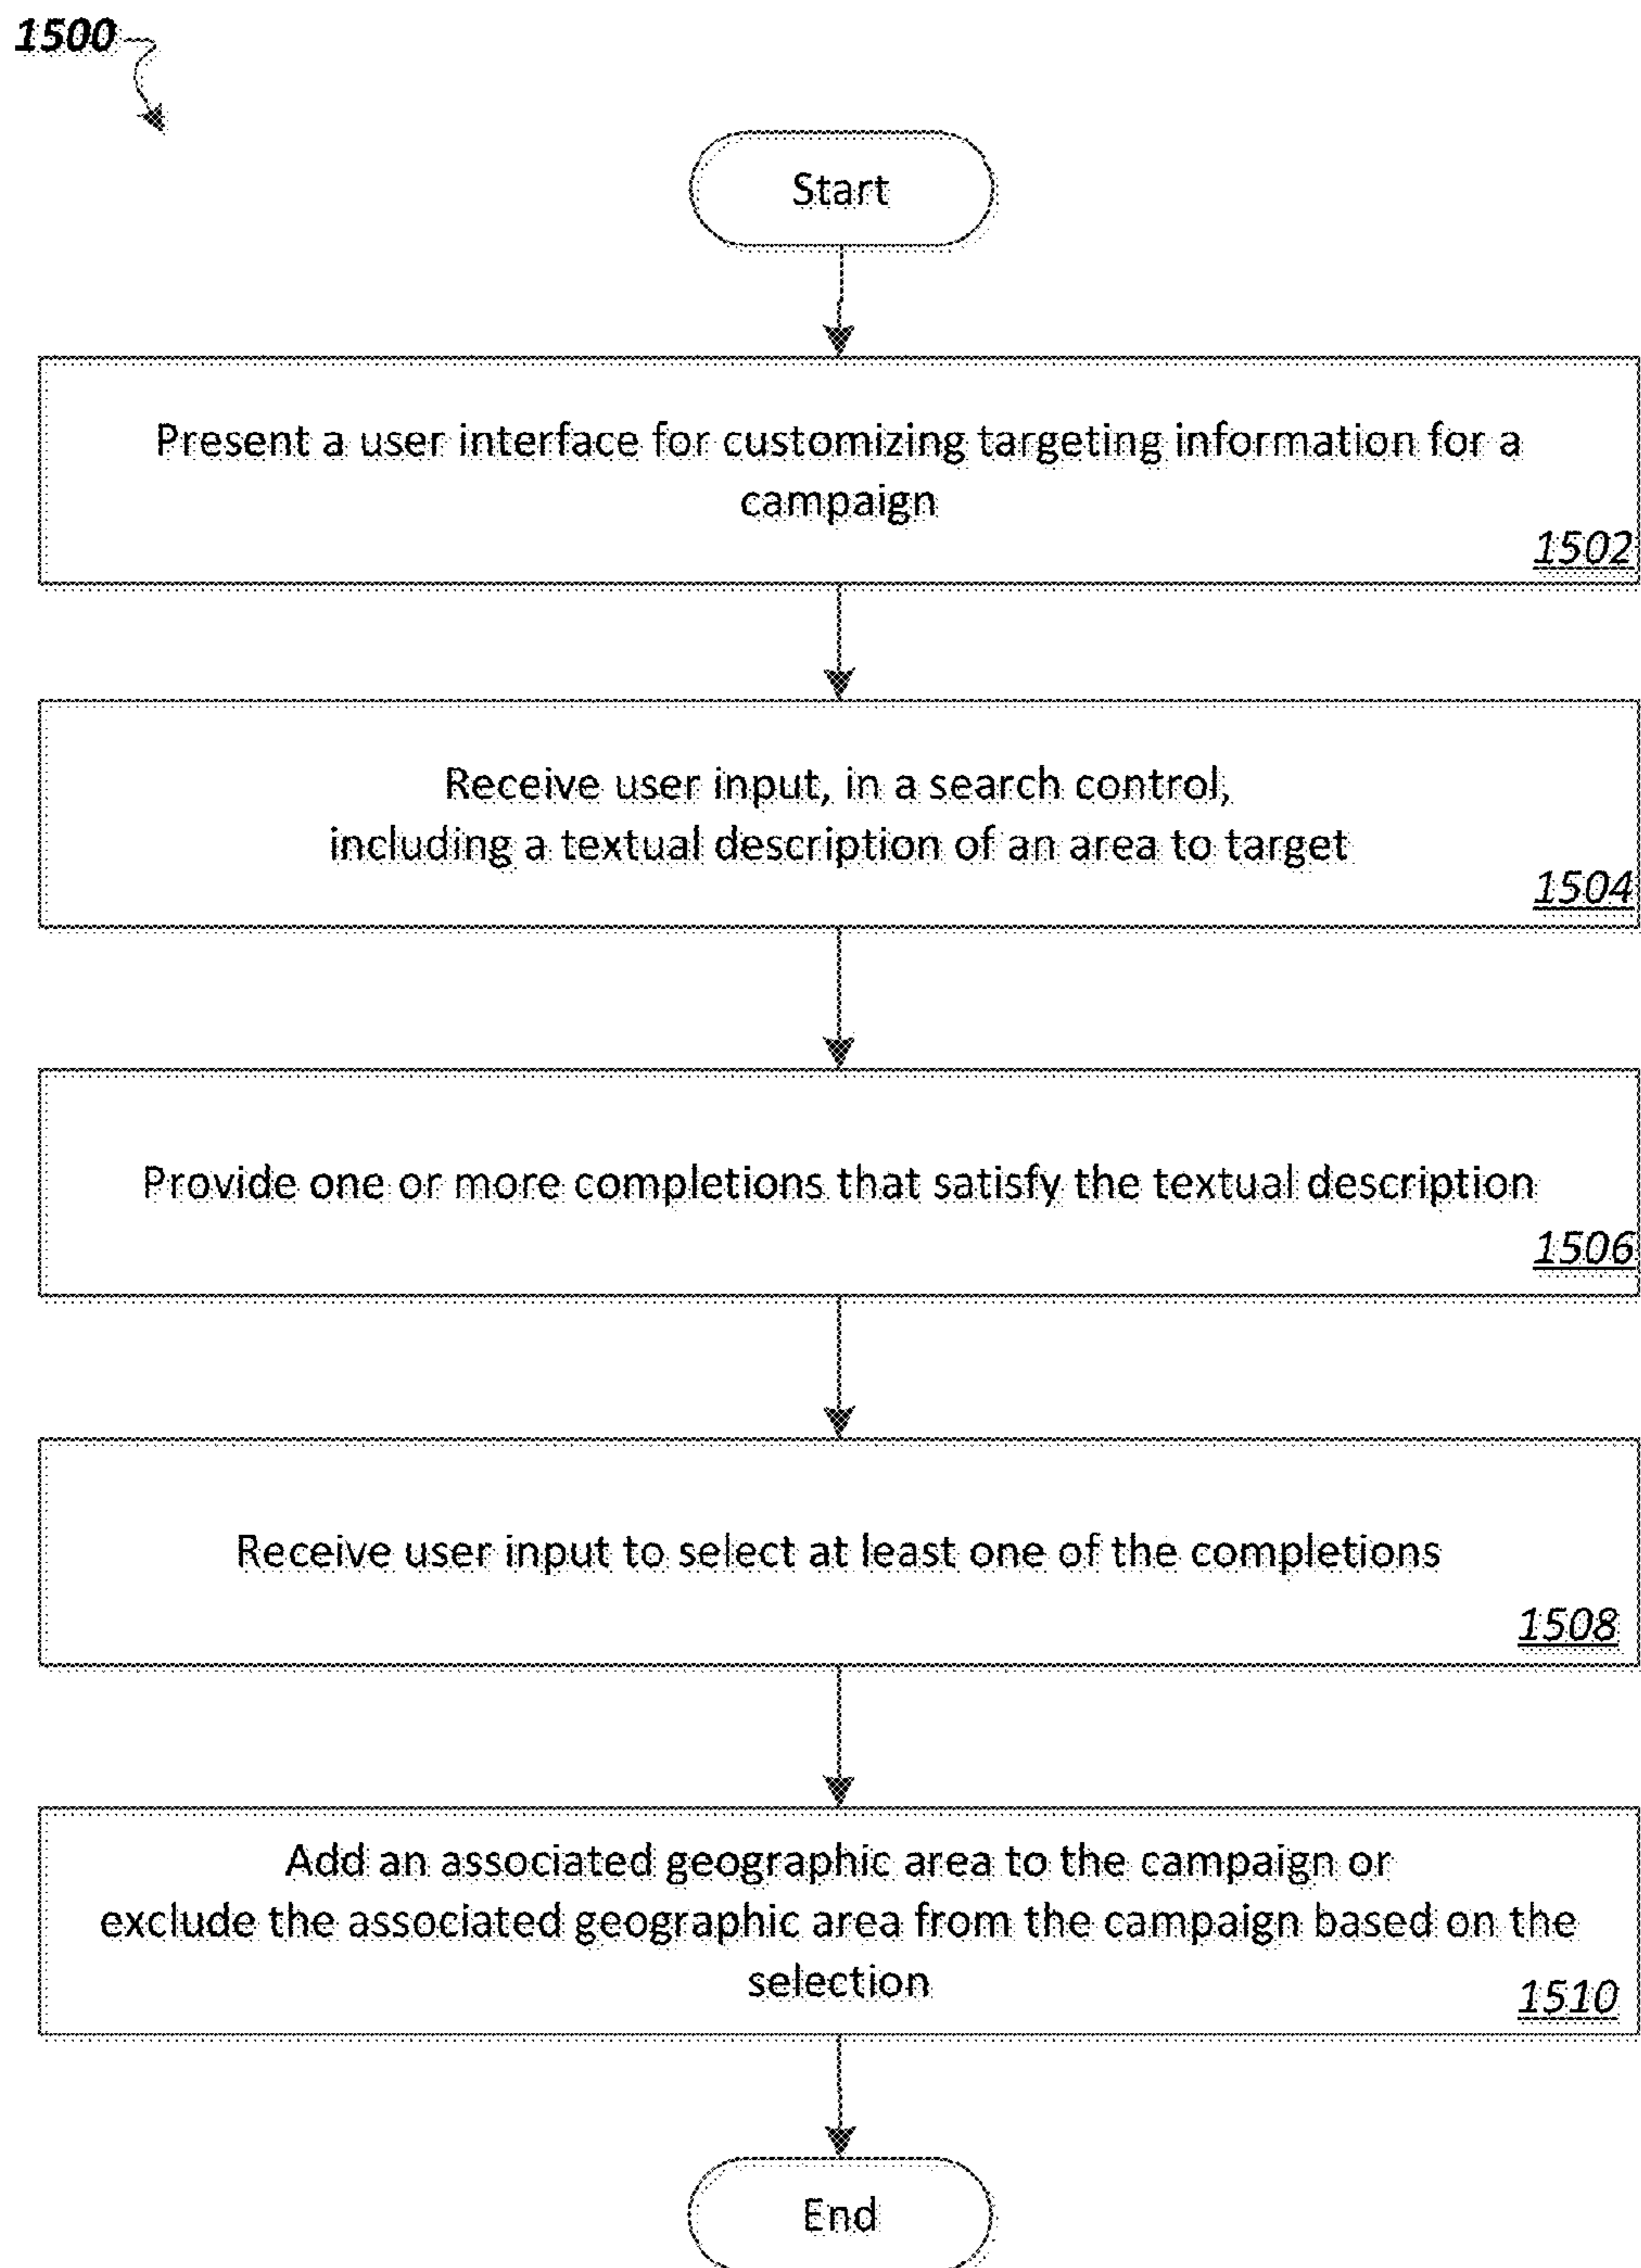 1500
Start
Present a user interface for customizing targeting information for a
campaign
1502
Receive user input, in a search control,
including a textual description of an area to target
1504
Provide one or more completions that satisfy the textual description
1506
Receive user input to select at least one of the completions
1508
Add an associated geographic area to the campaign or
exclude the associated geographic area from the campaign based on the
selection
1510
End